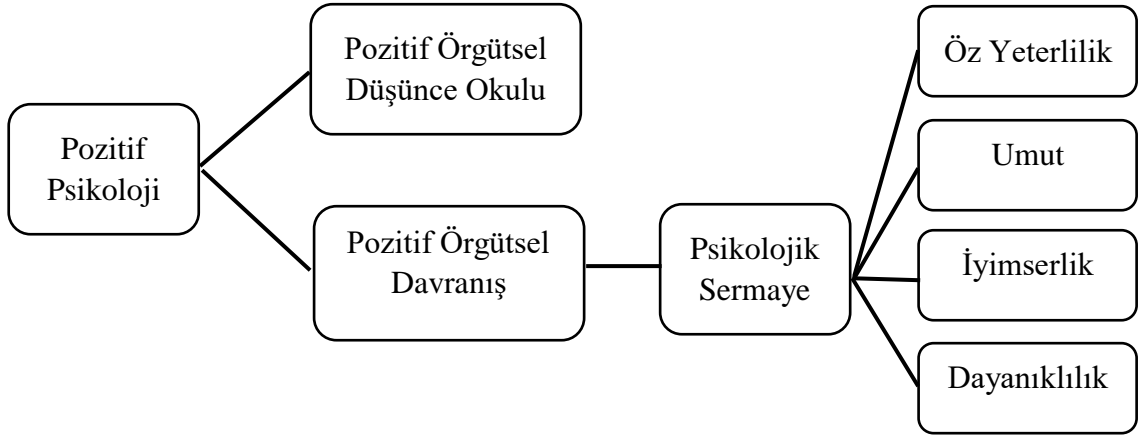 Pozitif
Psikoloji
Pozitif Örgütsel
Düşünce Okulu
Pozitif Örgütsel
Davranış
Psikolojik
Sermaye
Öz Yeterlilik
Umut
İyimserlik
Dayanıklılık